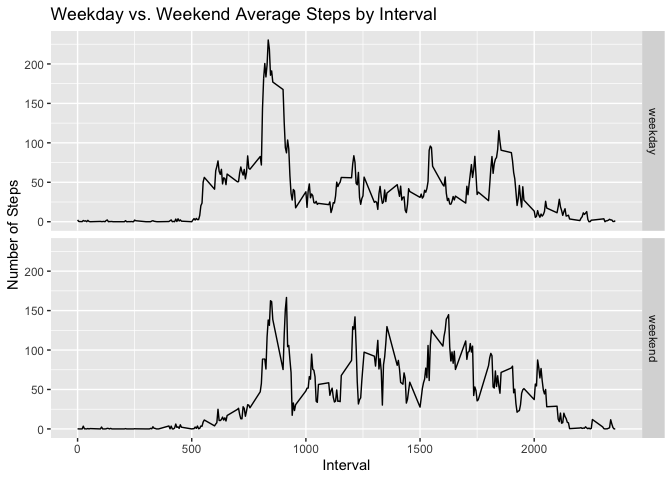 Weekday vs. Weekend Average Steps by Interval
Number of Steps
200
150
100
50
0
weekday
200
150
100
50
0
weekend
0 500 1000 1500 2000
Interval